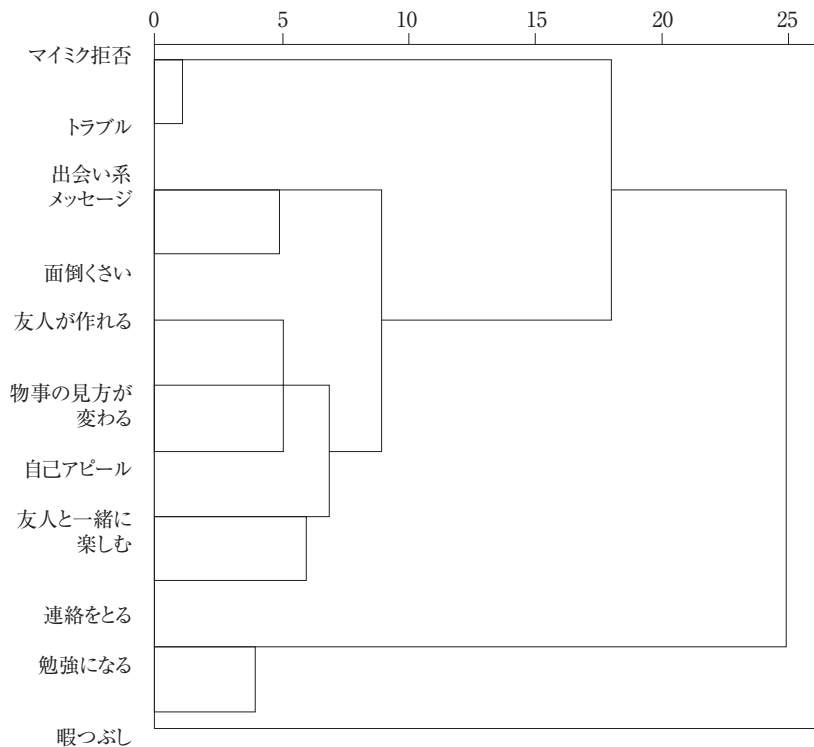 0 5 10 15 20 25
マイミク拒否
トラブル
出会い系
メッセージ
面倒くさい
友人が作れる
物事の見方が
変わる
自己アピール
友人と一緒に
楽しむ
連絡をとる
勉強になる
暇つぶし